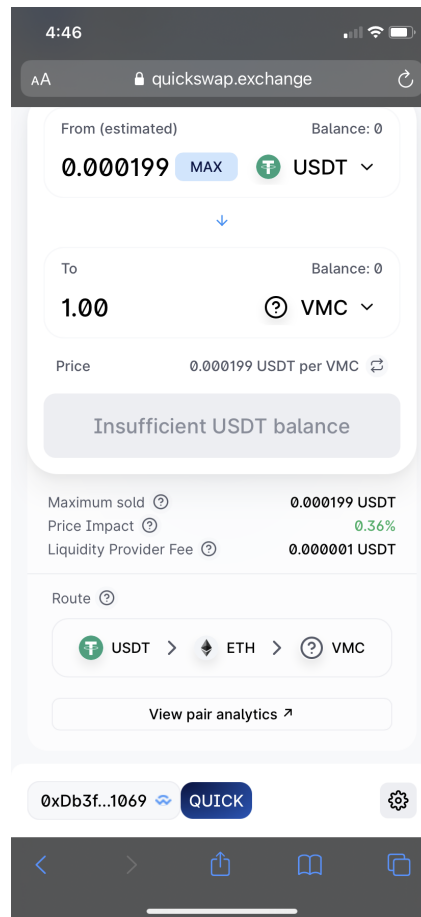 4:46
AA quickswap.exchange
From (estimated) Balance: 0
0.000199 MAX USDT
To Balance: 0
1.00 VMC
Price 0.000199 USDT per VMC
Insufficient USDT balance
Maximum sold 0.000199 USDT
Price Impact 0.36%
Liquidity Provider Fee 0.000001 USDT
Route
USDT > ETH > VMC
View pair analytics ↗
0xDb3f...1069 QUICK